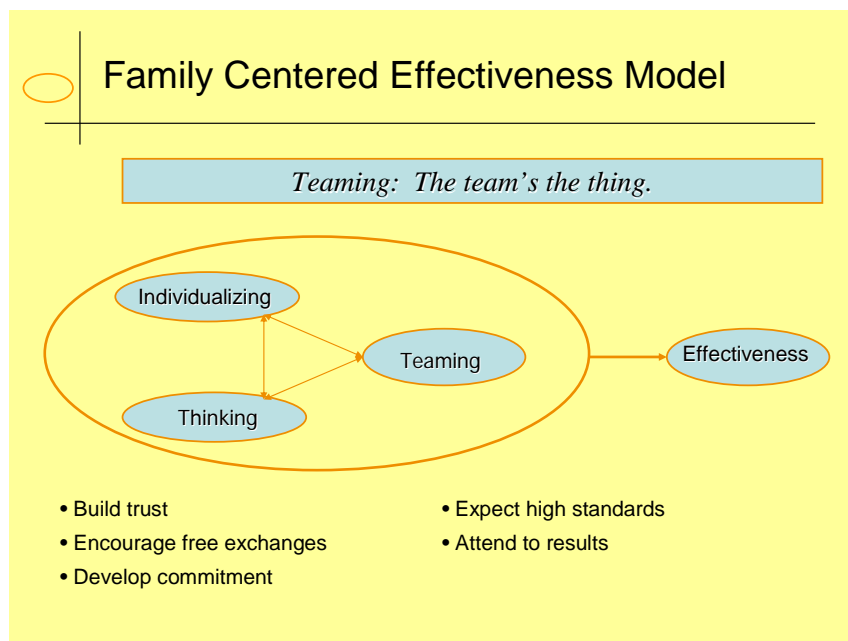 Family Centered Effectiveness Model
Teaming: The team's the thing.
Individualizing
Teaming
Effectiveness
Thinking
• Build trust
• Encourage free exchanges
• Develop commitment
• Expect high standards
• Attend to results